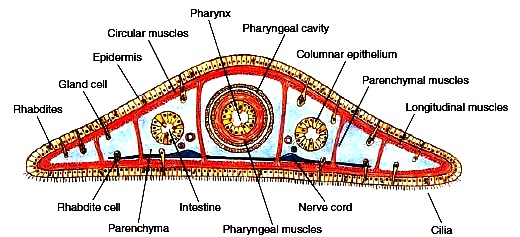 Pharynx
Circular muscles
Pharyngeal cavity
Epidermis
Columnar epithelium
Gland cell
Parenchymal muscles
Rhabdites
Longitudinal muscles
Rhabdite cell
Intestine
Nerve cord
Parenchyma
Pharyngeal muscles
Cilia